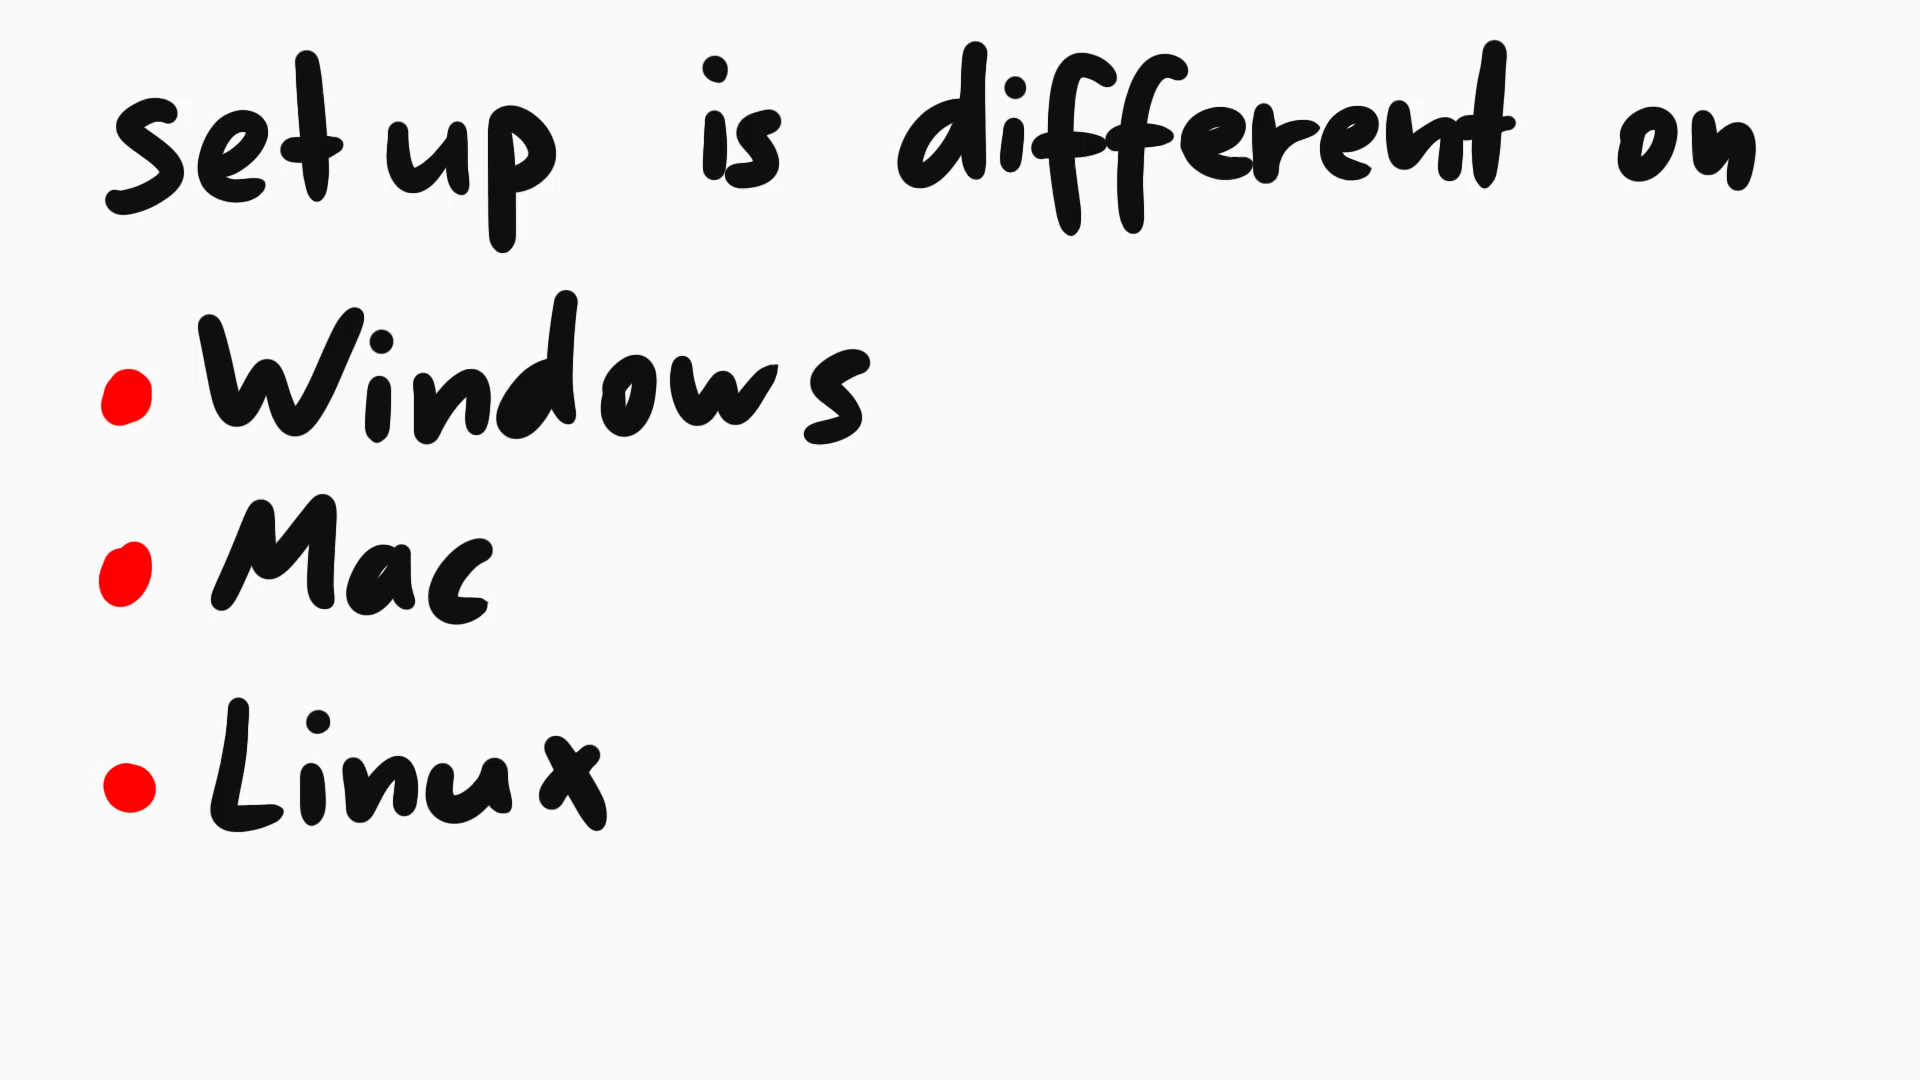 setup is different on
• Windows
• Mac
• Linux